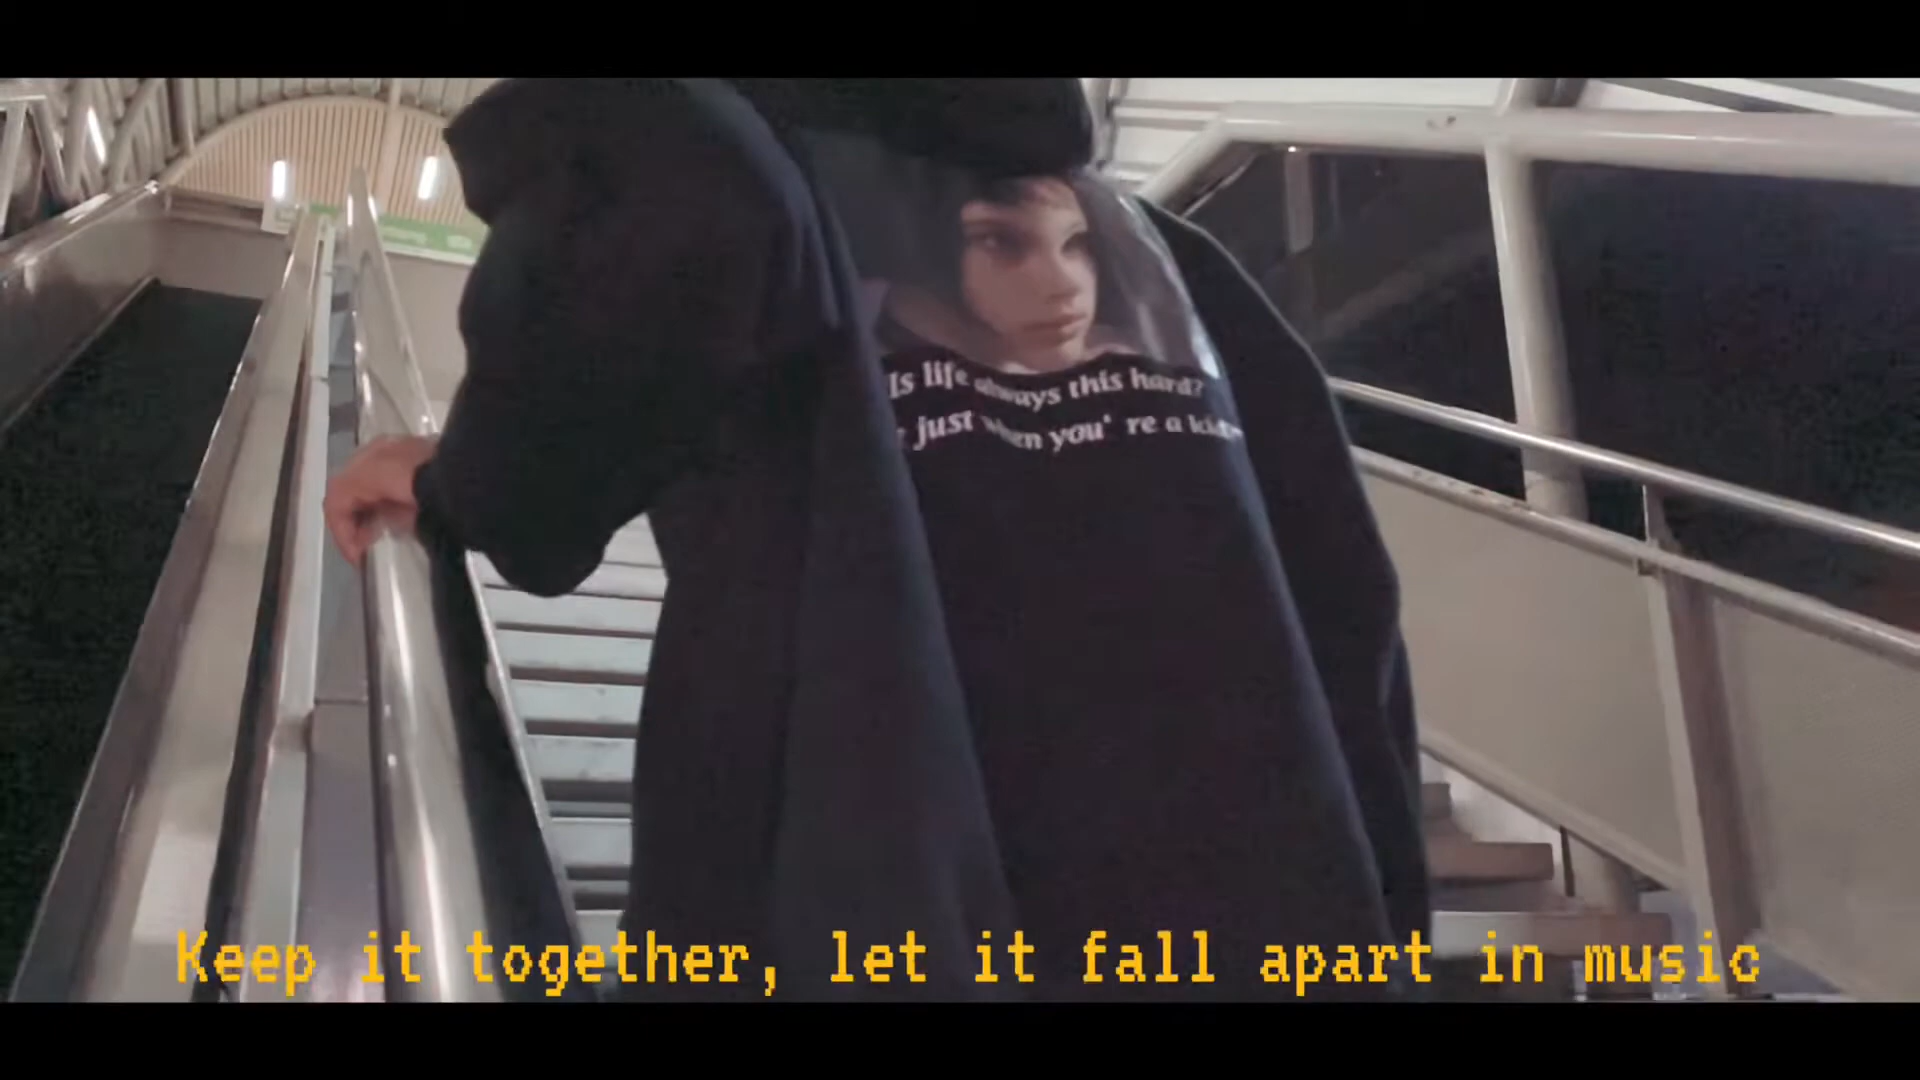 Is life always this hard?
just when you' re a kid
Keep it together, let it fall apart in music